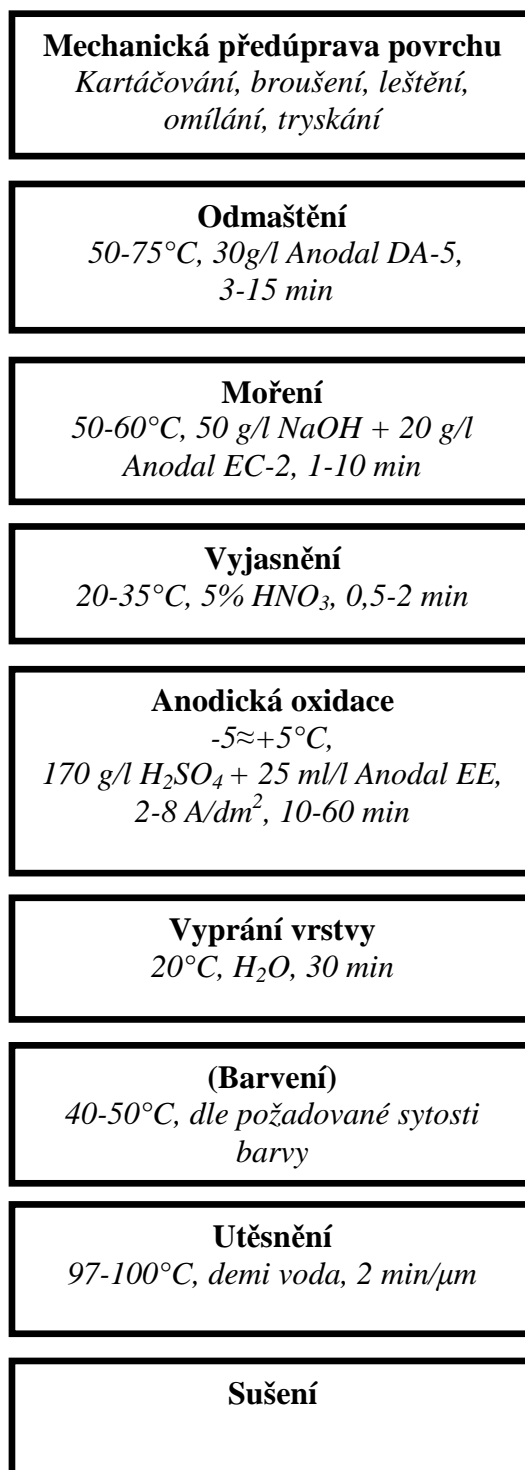 Mechanická předúprava povrchu
Kartáčování, broušení, leštění,
omílání, tryskání
Odmaštění
50-75°C, 30g/l Anodal DA-5,
3-15 min
Moření
50-60°C, 50 g/l NaOH + 20 g/l
Anodal EC-2, 1-10 min
Vyjasnění
20-35°C, 5% HNO₃, 0,5-2 min
Anodická oxidace
-5≈+5°C,
170 g/l H₂SO₄ + 25 ml/l Anodal EE,
2-8 A/dm², 10-60 min
Vyprání vrstvy
20°C, H₂O, 30 min
(Barvení)
40-50°C, dle požadované sytosti
barvy
Utěsnění
97-100°C, demi voda, 2 min/μm
Sušení